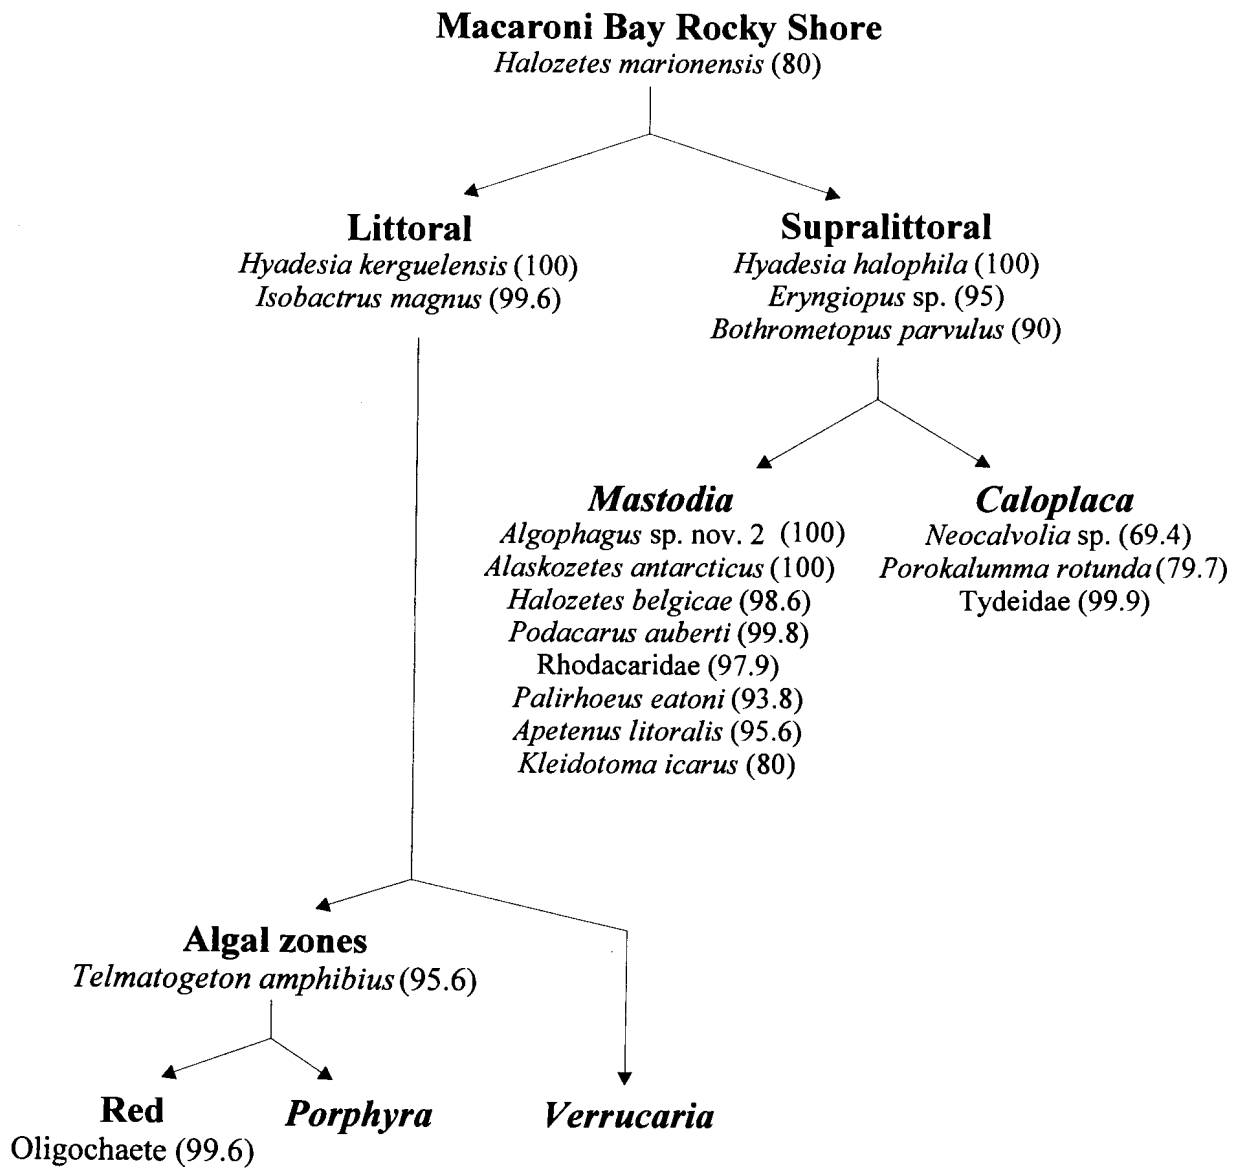 Macaroni Bay Rocky Shore
Halozetes marionensis (80)
Littoral
Hyadesia kerguelensis (100)
Isobactrus magnus (99.6)
Supralittoral
Hyadesia halophila (100)
Eryngiopus sp. (95)
Bothrometopus parvulus (90)
Mastodia
Algophagus sp. nov. 2 (100)
Alaskozetes antarcticus (100)
Halozetes belgicae (98.6)
Podacarus auberti (99.8)
Rhodacaridae (97.9)
Palirhoeus eatoni (93.8)
Apetenus litoralis (95.6)
Kleidotoma icarus (80)
Caloplaca
Neocalvolia sp. (69.4)
Porokalumma rotunda (79.7)
Tydeidae (99.9)
Algal zones
Telmatogeton amphibius (95.6)
Red
Oligochaete (99.6)
Porphyra
Verrucaria